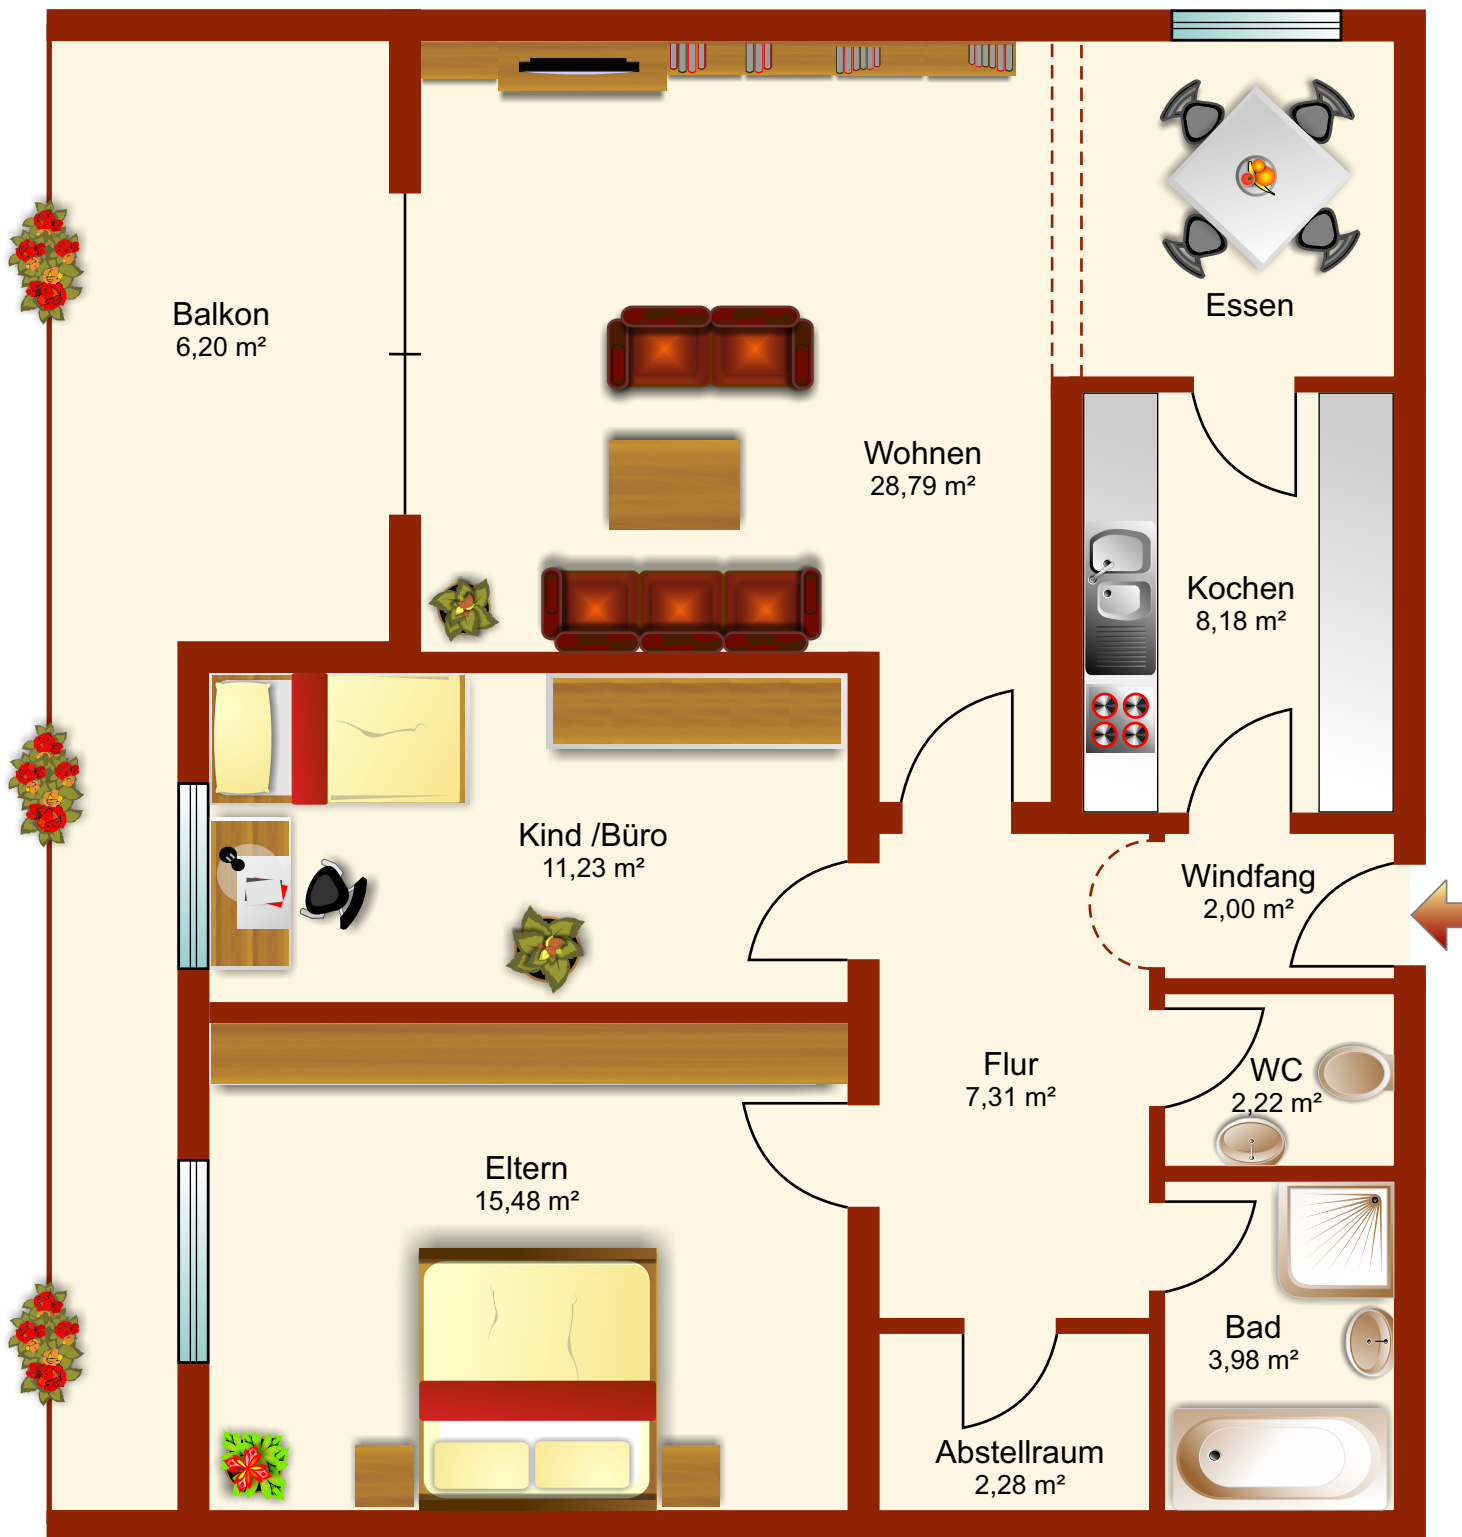 Essen
Balkon
6,20 m²
Wohnen
28,79 m²
Kochen
8,18 m²
Kind /Büro
11,23 m²
Windfang
2,00 m²
Flur
7,31 m²
WC
2,22 m²
Eltern
15,48 m²
Bad
3,98 m²
Abstellraum
2,28 m²